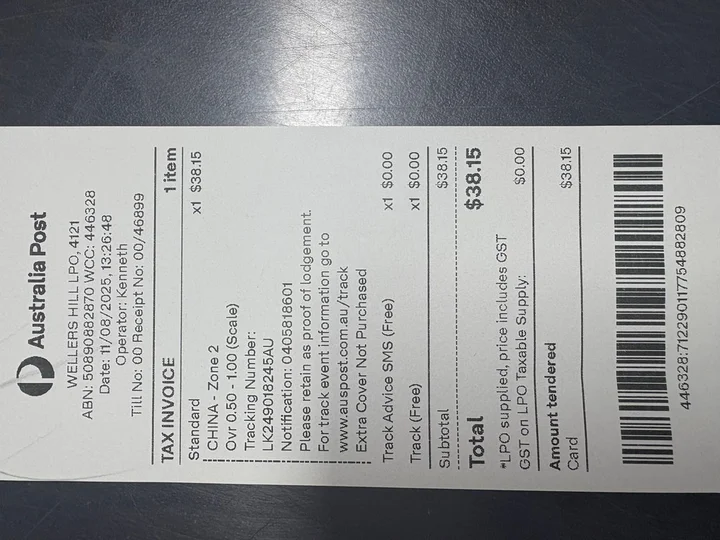 Australia Post
WELLERS HILL LPO, 4121
ABN: 50890882870 WCC: 446328
Date: 11/08/2025, 13:26:48
Operator: Kenneth
Till No: 00 Receipt No: 00/46899
TAX INVOICE 1 item
Standard x1 $38.15
CHINA - Zone 2
Ovr 0.50 - 1.00 (Scale)
Tracking Number:
LK249018245AU
Notification: 0405818601
Please retain as proof of lodgement.
For track event information go to
www.auspost.com.au/track
Extra Cover Not Purchased
Track Advice SMS (Free) x1 $0.00
Track (Free) x1 $0.00
Subtotal $38.15
Total $38.15
*LPO supplied, price includes GST
GST on LPO Taxable Supply: $0.00
Amount tendered
Card $38.15
446328:7122901177548​82809